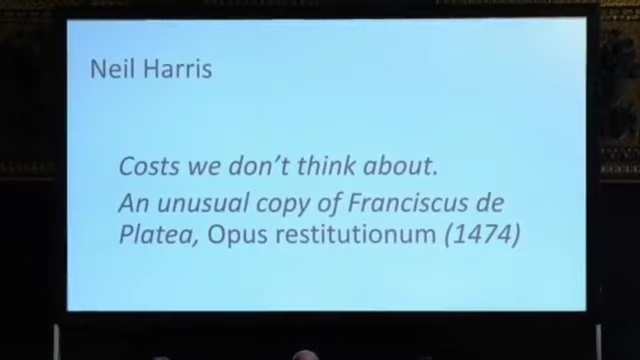 Neil Harris
Costs we don't think about.
An unusual copy of Franciscus de
Platea, Opus restitutionum (1474)